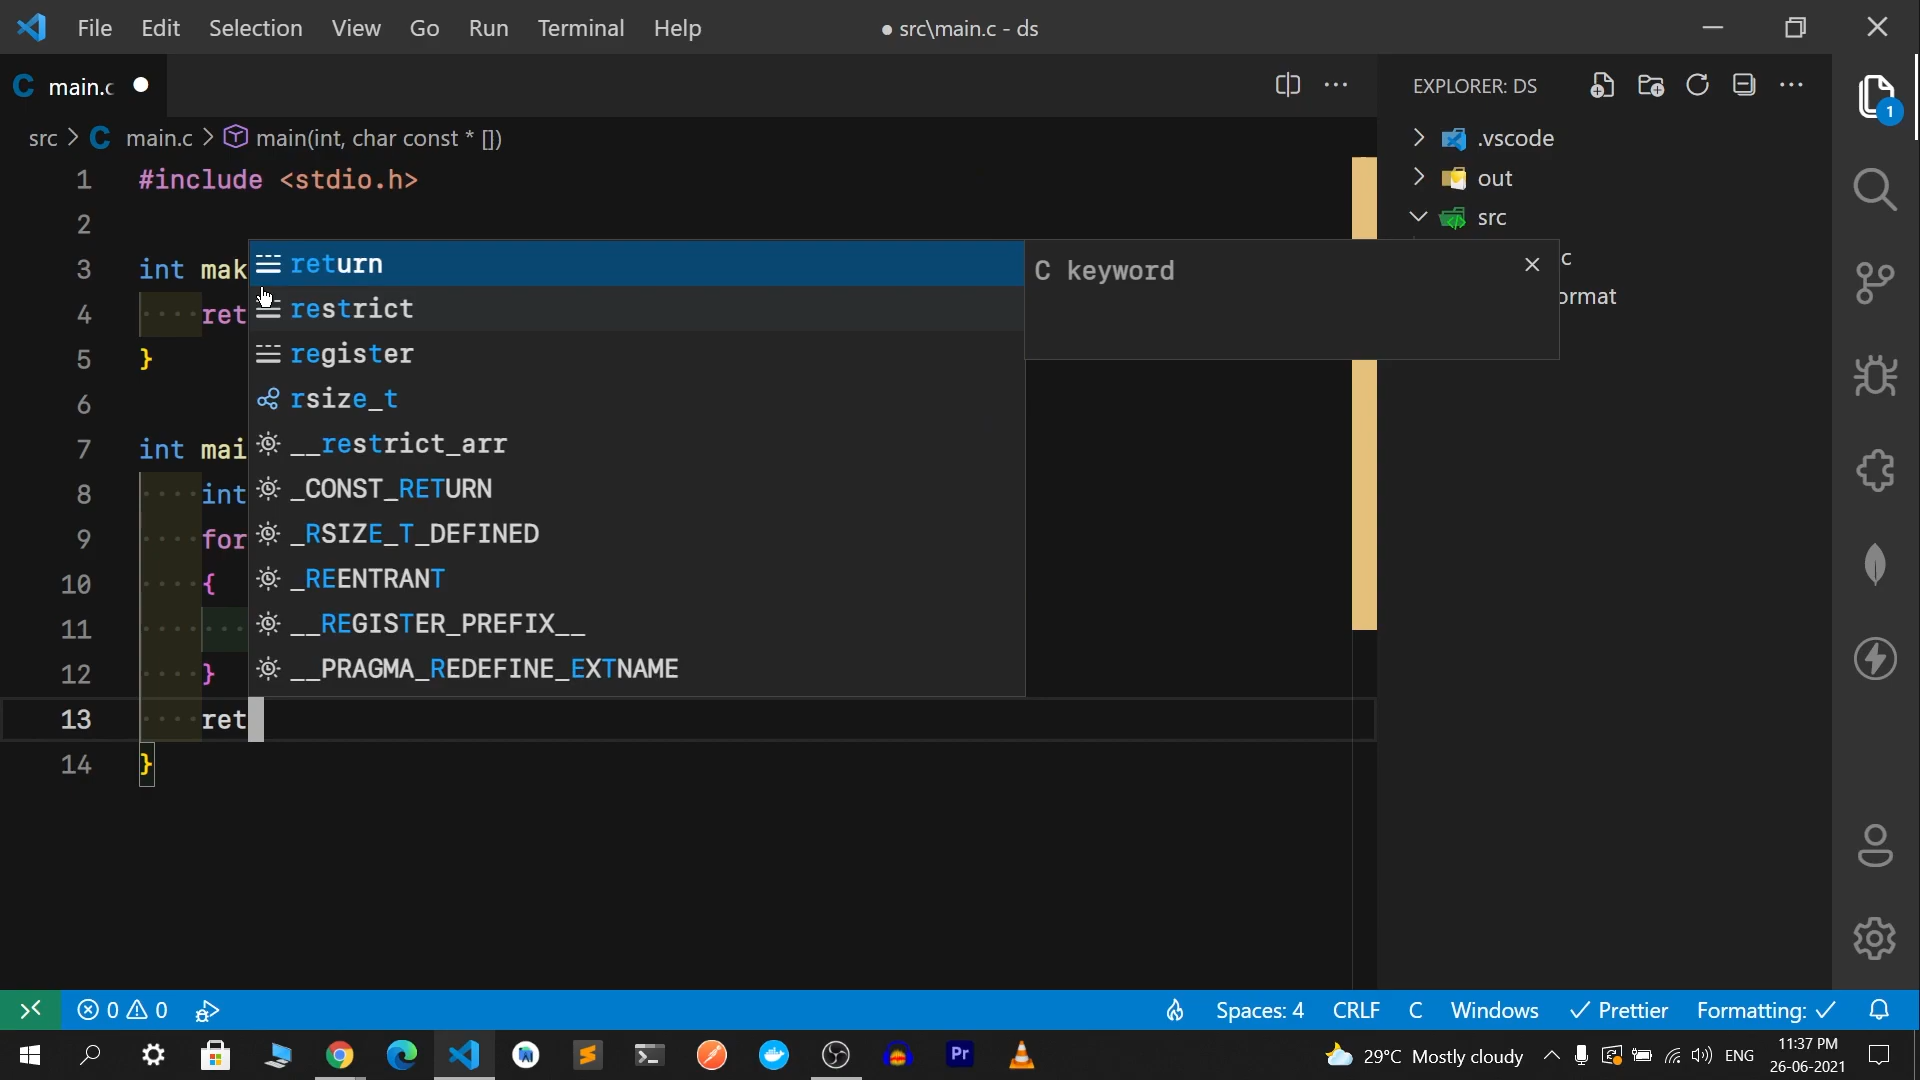 File Edit Selection View Go Run Terminal Help
● src\main.c - ds
C main.c ●
src > C main.c > main(int, char const * [])
1 #include <stdio.h>
2
3 int mak
4 ····ret
5 }
6
7 int mai
8 ····int
9 ····for
10 ····{
11 ····
12 ····}
13 ····ret
14 }
return
restrict
register
rsize_t
__restrict_arr
_CONST_RETURN
_RSIZE_T_DEFINED
_REENTRANT
__REGISTER_PREFIX__
__PRAGMA_REDEFINE_EXTNAME
C keyword
EXPLORER: DS
.vscode
out
src
c
ormat
1
0 0
Spaces: 4 CRLF C Windows ✓ Prettier Formatting: ✓
Pr
29°C Mostly cloudy
ENG
11:37 PM
26-06-2021